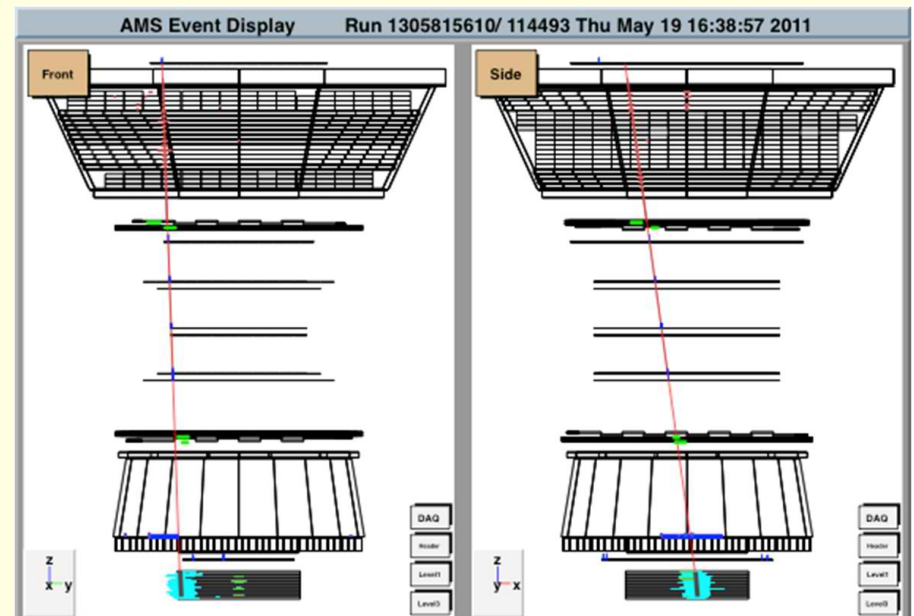 AMS Event Display Run 1305815610/ 114493 Thu May 19 16:38:57 2011
Front
Side
DAQ
Header
Level1
Level3
z
x y
DAQ
Header
Level1
Level3
z
y x